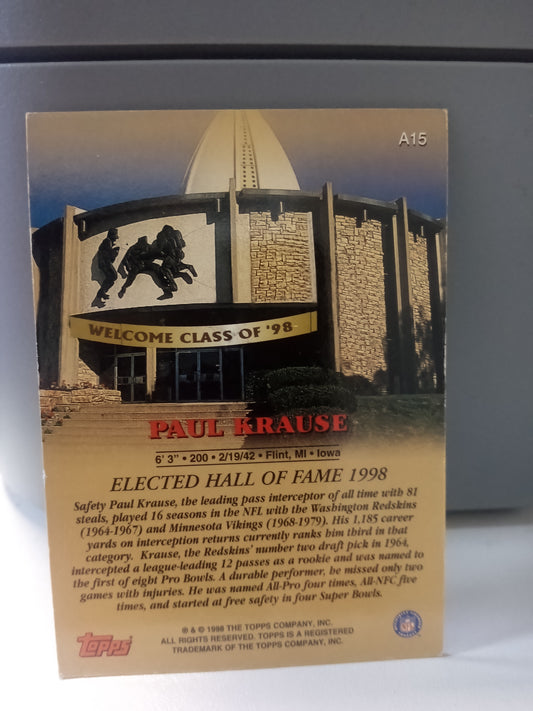 A15
WELCOME CLASS OF '98
PAUL KRAUSE
6' 3" • 200 • 2/19/42 • Flint, MI • Iowa
ELECTED HALL OF FAME 1998
Safety Paul Krause, the leading pass interceptor of all time with 81
steals, played 16 seasons in the NFL with the Washington Redskins
(1964-1967) and Minnesota Vikings (1968-1979). His 1,185 career
yards on interception returns currently ranks him third in that
category. Krause, the Redskins' number two draft pick in 1964,
intercepted a league-leading 12 passes as a rookie and was named to
the first of eight Pro Bowls. A durable performer, he missed only two
games with injuries. He was named All-Pro four times, All-NFC five
times, and started at free safety in four Super Bowls.
® & © 1998 THE TOPPS COMPANY, INC.
ALL RIGHTS RESERVED. TOPPS IS A REGISTERED
TRADEMARK OF THE TOPPS COMPANY, INC.
Topps
NFL